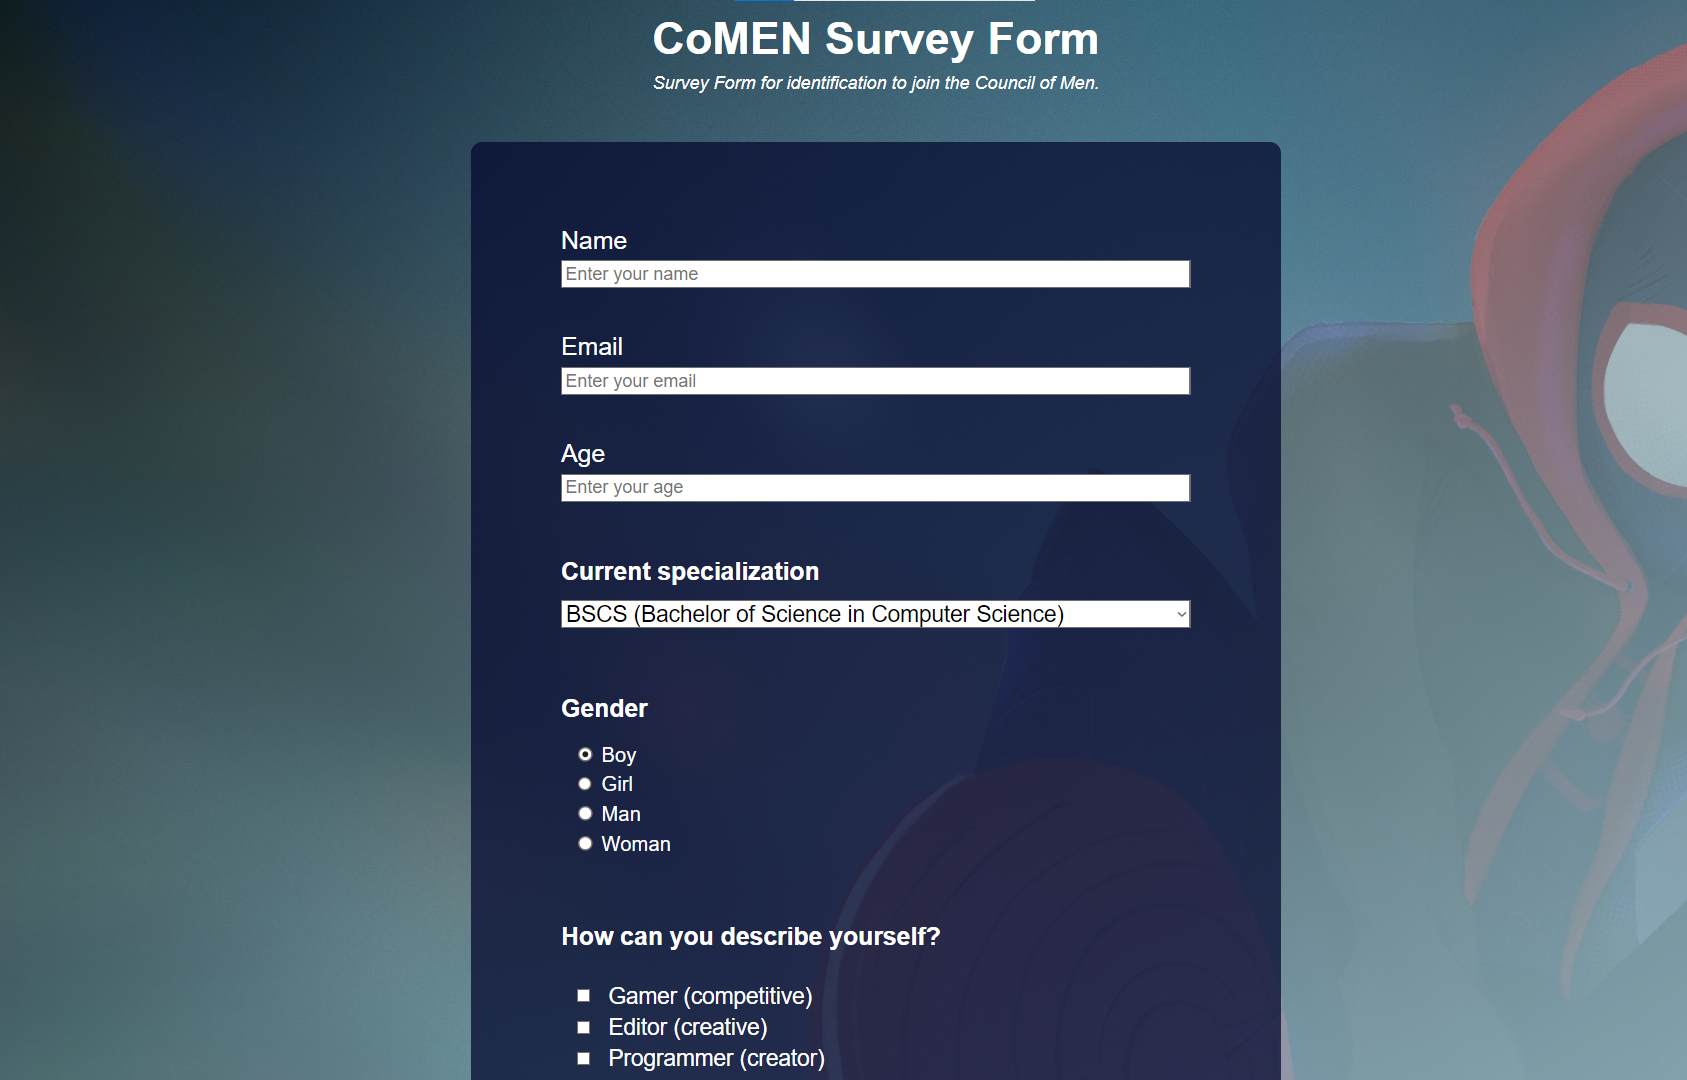 CoMEN Survey Form
Survey Form for identification to join the Council of Men.
Name
Enter your name
Email
Enter your email
Age
Enter your age
Current specialization
BSCS (Bachelor of Science in Computer Science)
Gender
Boy
Girl
Man
Woman
How can you describe yourself?
Gamer (competitive)
Editor (creative)
Programmer (creator)